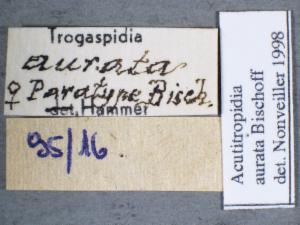 Trogaspidia
aurata
♀ Paratype Bisch.
det. Hammer
95/16
Acutitropidia
aurata Bischoff
det. Nonveiller 1998